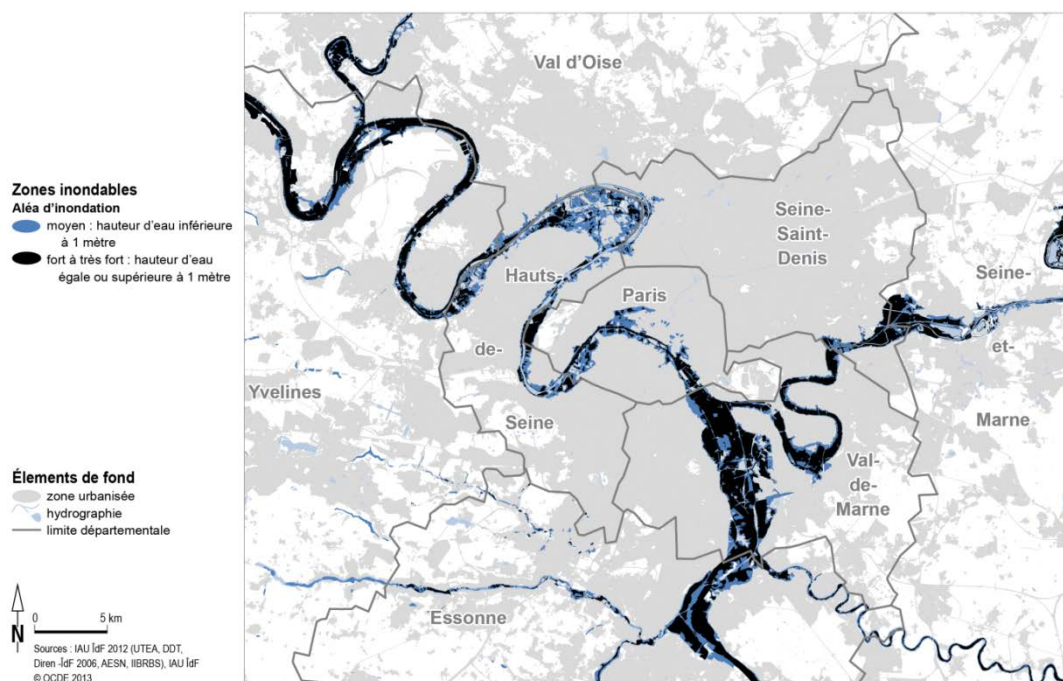 Zones inondables
Aléa d'inondation
moyen : hauteur d'eau inférieure
à 1 mètre
fort à très fort : hauteur d'eau
égale ou supérieure à 1 mètre
Élements de fond
zone urbanisée
hydrographie
limite départementale
N
0 5 km
Sources : IAU ÎdF 2012 (UTEA, DDT,
Diren -ÎdF 2006, AESN, IIBRBS), IAU ÎdF
© OCDE 2013
Val d'Oise
Seine-
Saint-
Denis
Hauts-
Paris
Seine-
de-
et-
Yvelines
Seine
Marne
Val-
de-
Marne
Essonne